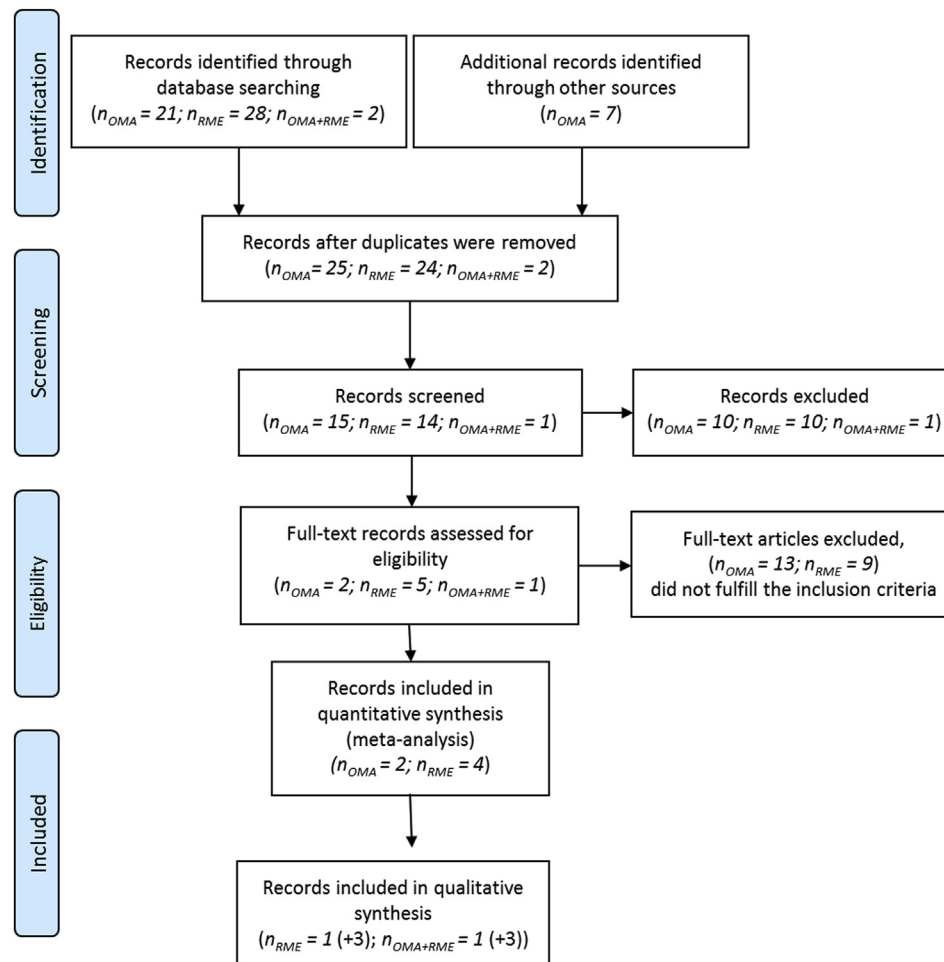 Identification
Records identified through
database searching
(nOMA = 21; nRME = 28; nOMA+RME = 2)
Additional records identified
through other sources
(nOMA = 7)
Records after duplicates were removed
(nOMA = 25; nRME = 24; nOMA+RME = 2)
Screening
Records screened
(nOMA = 15; nRME = 14; nOMA+RME = 1)
Records excluded
(nOMA = 10; nRME = 10; nOMA+RME = 1)
Eligibility
Full-text records assessed for
eligibility
(nOMA = 2; nRME = 5; nOMA+RME = 1)
Full-text articles excluded,
(nOMA = 13; nRME = 9)
did not fulfill the inclusion criteria
Records included in
quantitative synthesis
(meta-analysis)
(nOMA = 2; nRME = 4)
Included
Records included in qualitative
synthesis
(nRME = 1 (+3); nOMA+RME = 1 (+3))